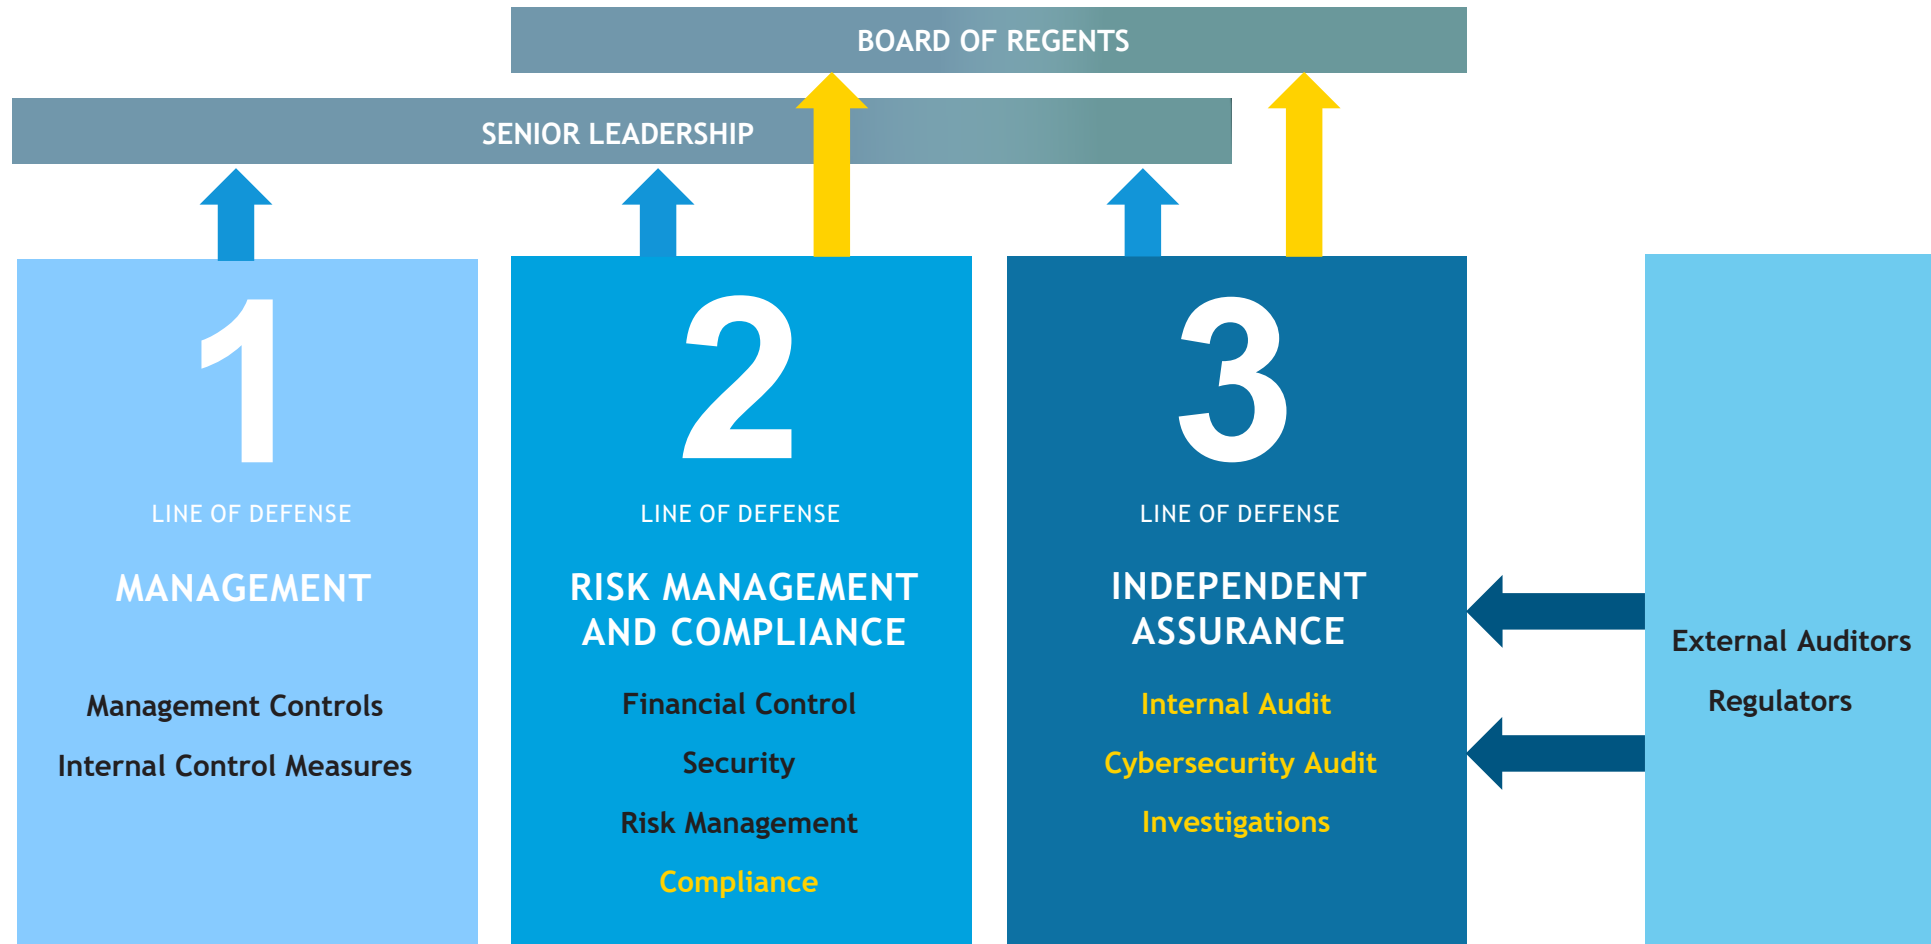 BOARD OF REGENTS
SENIOR LEADERSHIP
1
LINE OF DEFENSE
MANAGEMENT
Management Controls
Internal Control Measures
2
LINE OF DEFENSE
RISK MANAGEMENT
AND COMPLIANCE
Financial Control
Security
Risk Management
Compliance
3
LINE OF DEFENSE
INDEPENDENT
ASSURANCE
Internal Audit
Cybersecurity Audit
Investigations
External Auditors
Regulators